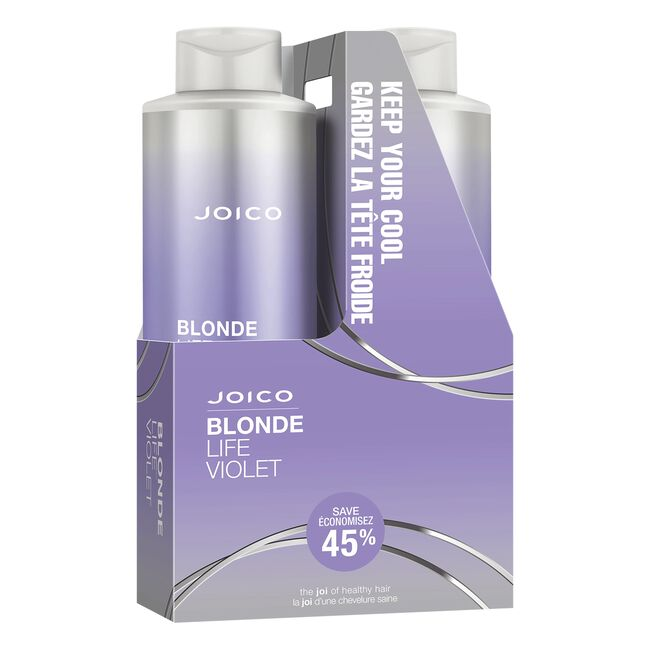 JOICO
BLONDE
KEEP YOUR COOL
GARDEZ LA TÊTE FROIDE
JOICO
BLONDE
LIFE
VIOLET
SAVE
ÉCONOMISEZ
45%
the joi of healthy hair
la joi d'une chevelure saine
BLONDE
LIFE
VIOLET